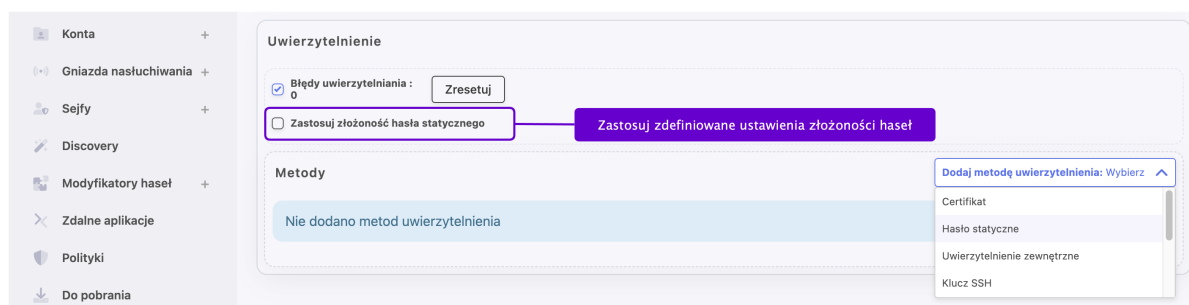 Konta +
Gniazda nasłuchiwania +
Sejfy +
Discovery
Modyfikatory haseł +
Zdalne aplikacje
Polityki
Do pobrania
Uwierzytelnienie
Błędy uwierzytelniania :
0
Zresetuj
Zastosuj złożoność hasła statycznego
Zastosuj zdefiniowane ustawienia złożoności haseł
Metody
Dodaj metodę uwierzytelnienia: Wybierz
Nie dodano metod uwierzytelnienia
Certifikat
Hasło statyczne
Uwierzytelnienie zewnętrzne
Klucz SSH